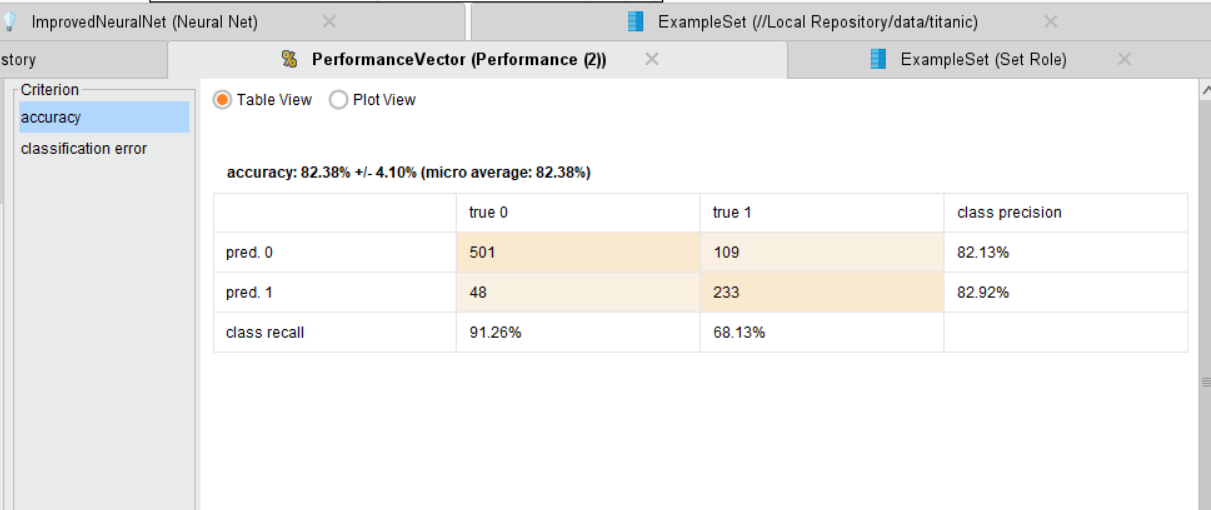 ImprovedNeuralNet (Neural Net)
ExampleSet (//Local Repository/data/titanic)
story
PerformanceVector (Performance (2))
ExampleSet (Set Role)
Criterion
accuracy
classification error
Table View Plot View
accuracy: 82.38% +/- 4.10% (micro average: 82.38%)
true 0 true 1 class precision
pred. 0 501 109 82.13%
pred. 1 48 233 82.92%
class recall 91.26% 68.13%